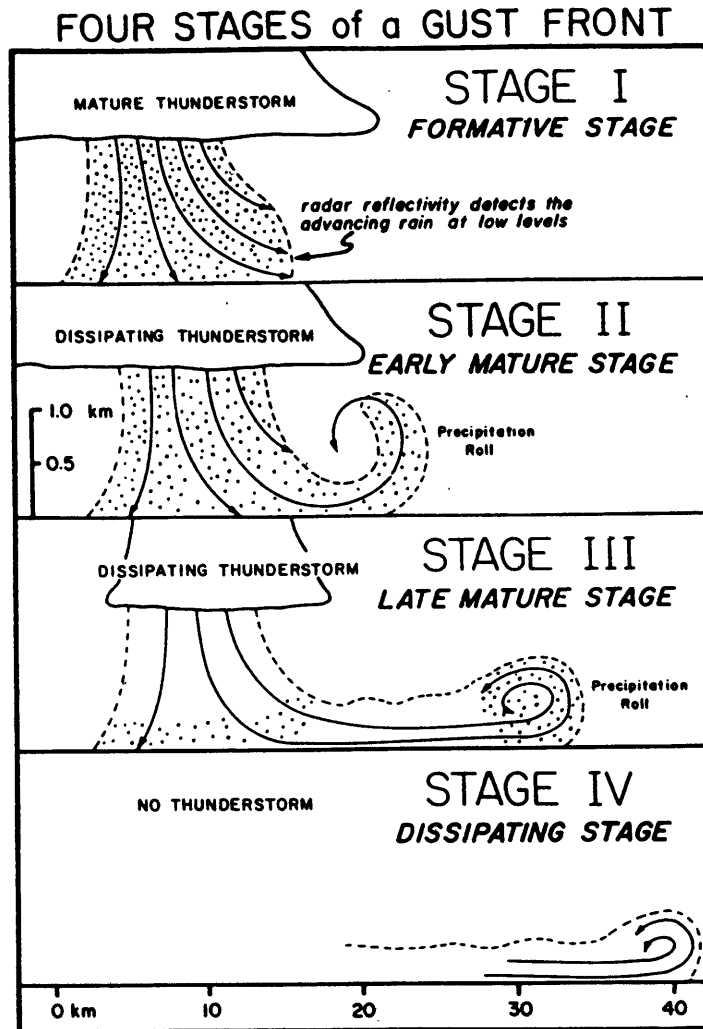 FOUR STAGES of a GUST FRONT
MATURE THUNDERSTORM
STAGE I
FORMATIVE STAGE
radar reflectivity detects the
advancing rain at low levels
DISSIPATING THUNDERSTORM
STAGE II
EARLY MATURE STAGE
1.0 km
0.5
Precipitation
Roll
DISSIPATING THUNDERSTORM
STAGE III
LATE MATURE STAGE
Precipitation
Roll
NO THUNDERSTORM
STAGE IV
DISSIPATING STAGE
0 km 10 20 30 40